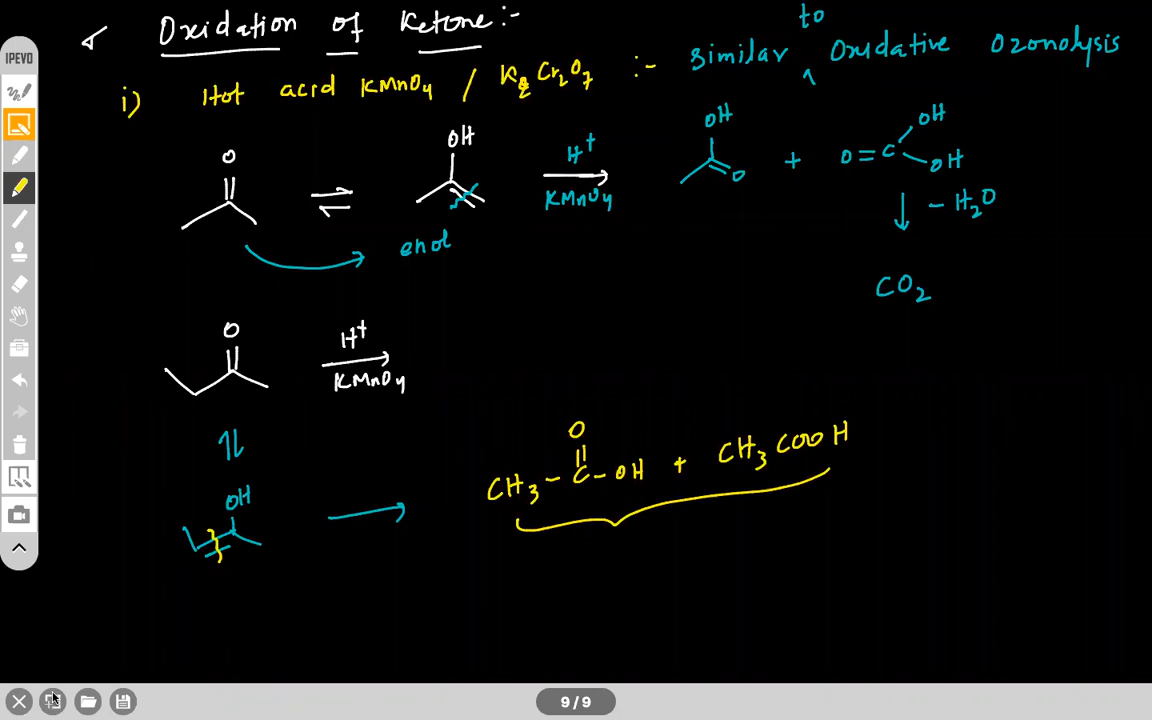 IPEVO
Oxidation of Ketone :-
i) Hot acid KMnO4 / K2Cr2O7 :- Similar to Oxidative Ozonolysis
O
OH
H+
KMnO4
OH
O
+
O=C
OH
OH
enol
- H2O
CO2
O
H+
KMnO4
OH
O
CH3-C-OH + CH3COOH
9/9